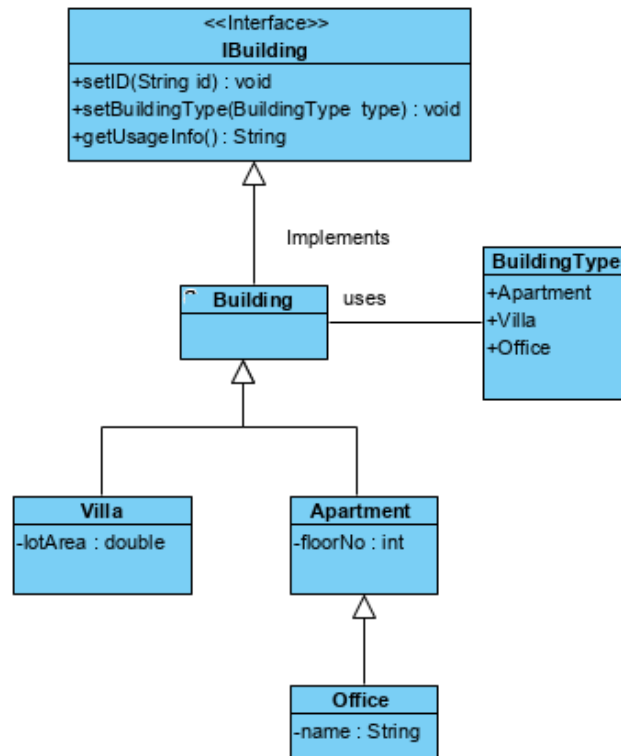 <<Interface>>
IBuilding
+setID(String id) : void
+setBuildingType(BuildingType type) : void
+getUsageInfo() : String
Implements
BuildingType
+Apartment
+Villa
+Office
Building
uses
Villa
-lotArea : double
Apartment
-floorNo : int
Office
-name : String